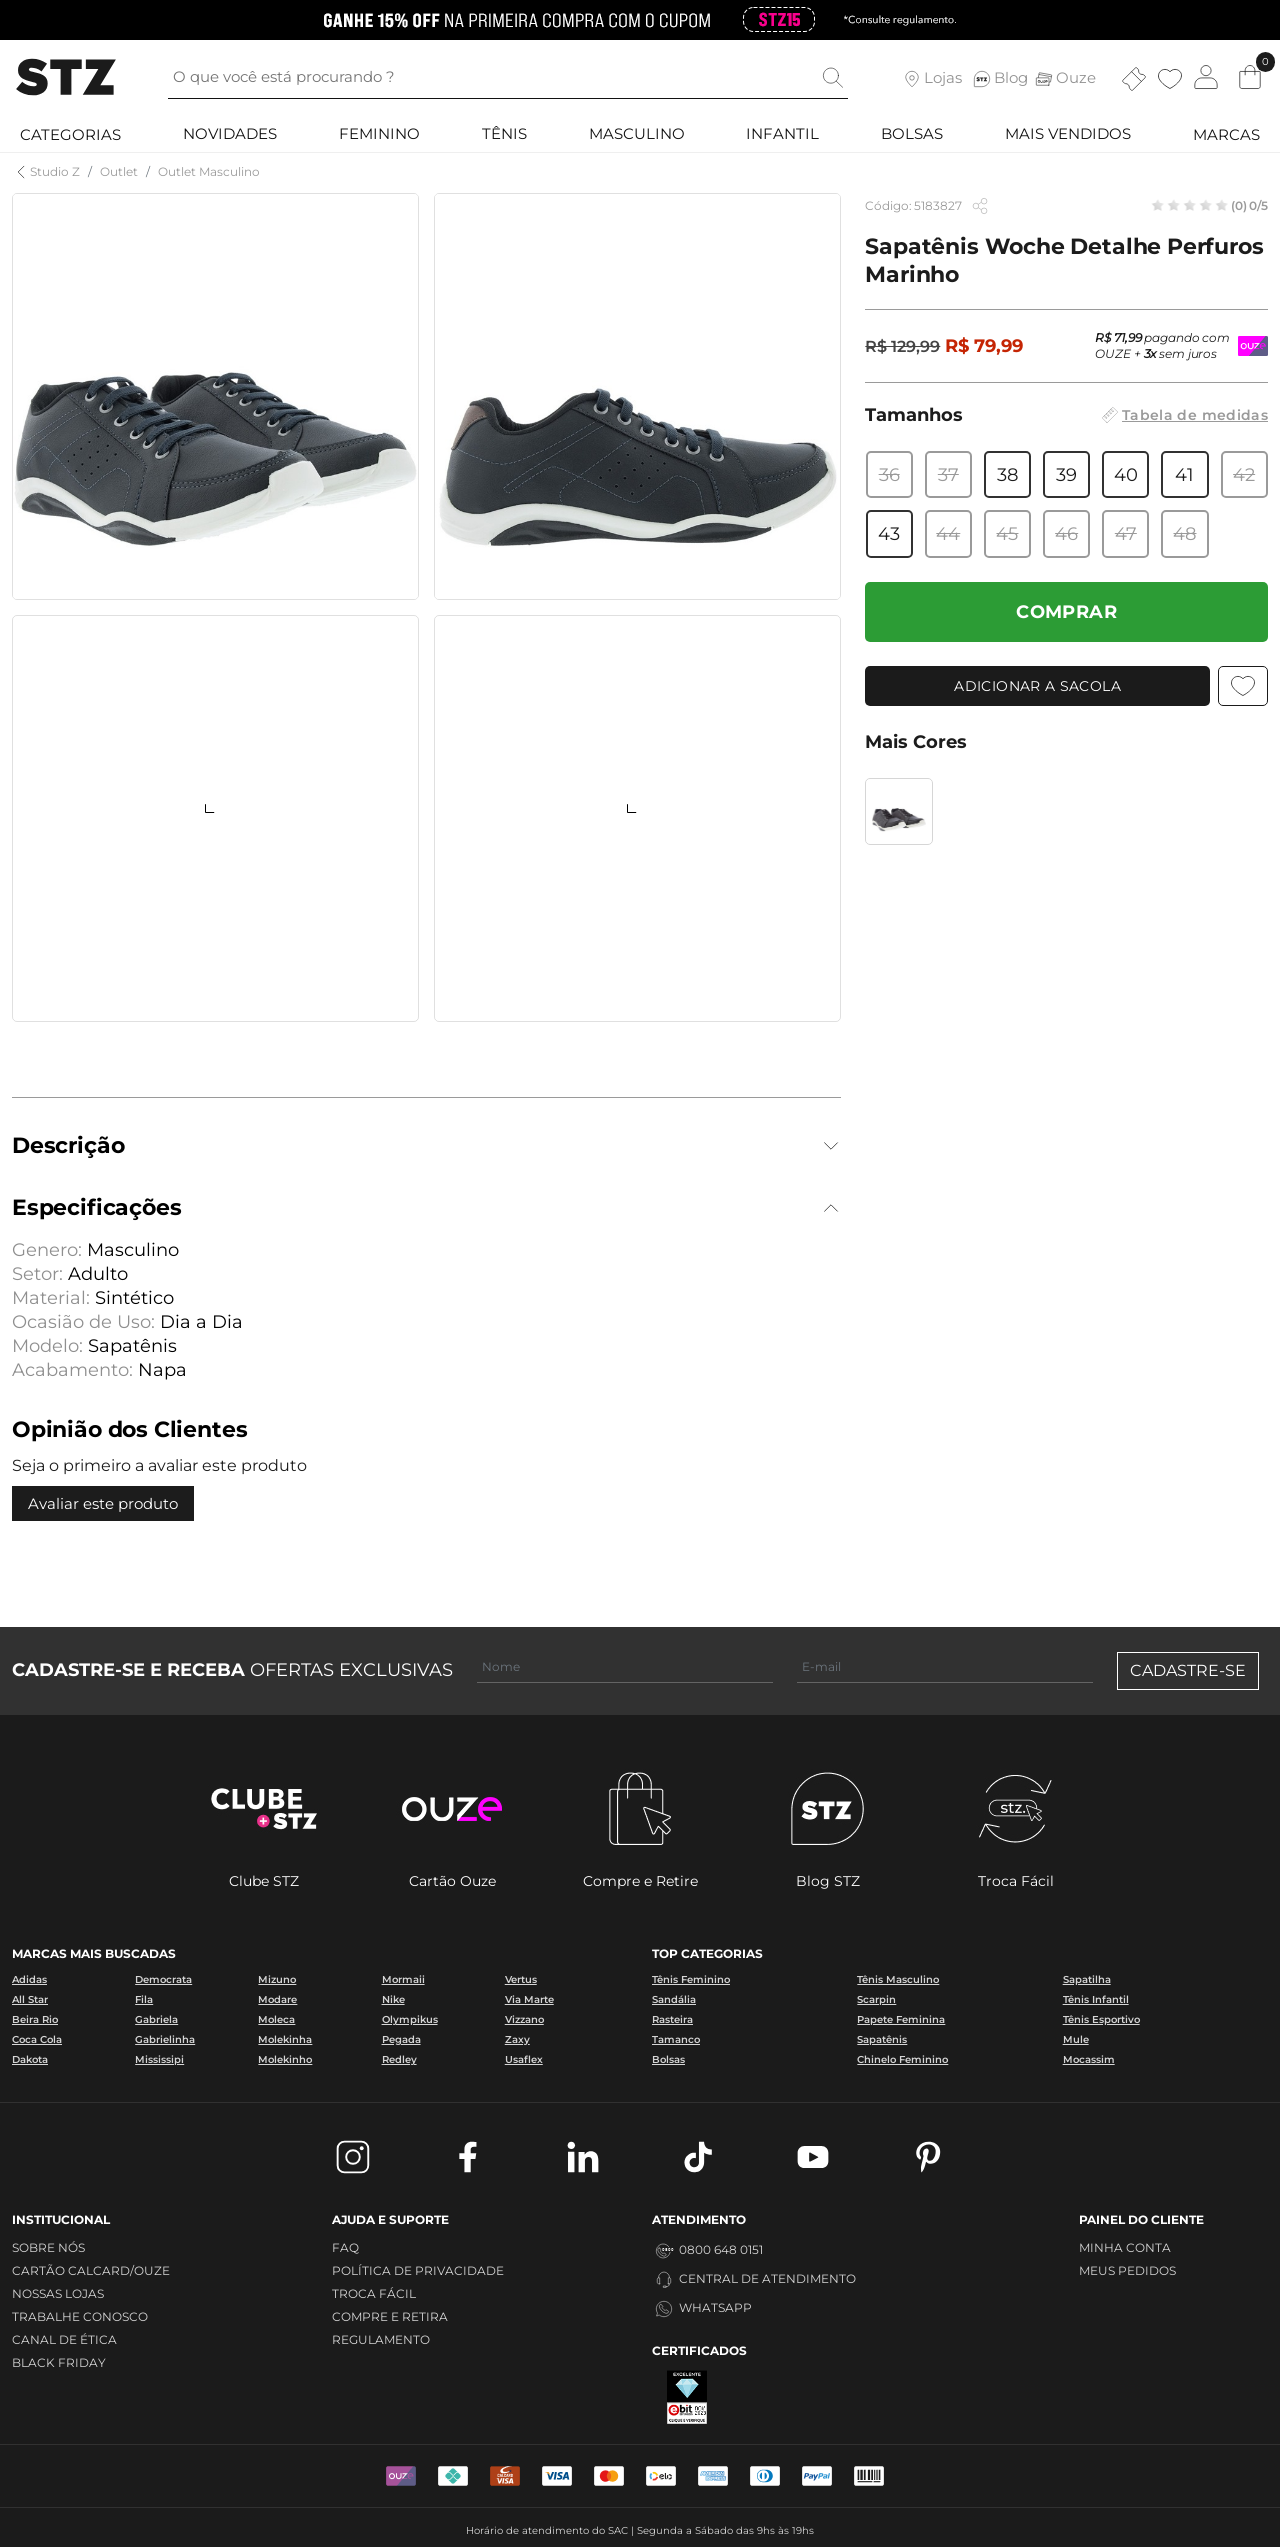 GANHE 15% OFF NA PRIMEIRA COMPRA COM O CUPOM STZ15 *Consulte regulamento.
STZ
O que você está procurando ?
Lojas STZ Blog Ouze 0
CATEGORIAS NOVIDADES FEMININO TÊNIS MASCULINO INFANTIL BOLSAS MAIS VENDIDOS MARCAS
Studio Z / Outlet / Outlet Masculino
Código: 5183827 (0) 0/5
Sapatênis Woche Detalhe Perfuros
Marinho
R$ 129,99 R$ 79,99
R$ 71,99 pagando com
OUZE + 3x sem juros
OUZE
Tamanhos Tabela de medidas
36 37 38 39 40 41 42
43 44 45 46 47 48
COMPRAR
ADICIONAR A SACOLA
Mais Cores
Descrição
Especificações
Genero: Masculino
Setor: Adulto
Material: Sintético
Ocasião de Uso: Dia a Dia
Modelo: Sapatênis
Acabamento: Napa
Opinião dos Clientes
Seja o primeiro a avaliar este produto
Avaliar este produto
CADASTRE-SE E RECEBA OFERTAS EXCLUSIVAS Nome E-mail CADASTRE-SE
CLUBE
+STZ
ouze
STZ
stz.
Clube STZ Cartão Ouze Compre e Retire Blog STZ Troca Fácil
MARCAS MAIS BUSCADAS TOP CATEGORIAS
Adidas Democrata Mizuno Mormaii Vertus Tênis Feminino Tênis Masculino Sapatilha
All Star Fila Modare Nike Via Marte Sandália Scarpin Tênis Infantil
Beira Rio Gabriela Moleca Olympikus Vizzano Rasteira Papete Feminina Tênis Esportivo
Coca Cola Gabrielinha Molekinha Pegada Zaxy Tamanco Sapatênis Mule
Dakota Mississipi Molekinho Redley Usaflex Bolsas Chinelo Feminino Mocassim
INSTITUCIONAL
SOBRE NÓS
CARTÃO CALCARD/OUZE
NOSSAS LOJAS
TRABALHE CONOSCO
CANAL DE ÉTICA
BLACK FRIDAY
AJUDA E SUPORTE
FAQ
POLÍTICA DE PRIVACIDADE
TROCA FÁCIL
COMPRE E RETIRA
REGULAMENTO
ATENDIMENTO
0800 648 0151
CENTRAL DE ATENDIMENTO
WHATSAPP
CERTIFICADOS
EXCELENTE
ebit
CLIQUE E VERIFIQUE
PAINEL DO CLIENTE
MINHA CONTA
MEUS PEDIDOS
OUZE VISA VISA elo PayPal
Horário de atendimento do SAC | Segunda a Sábado das 9hs às 19hs